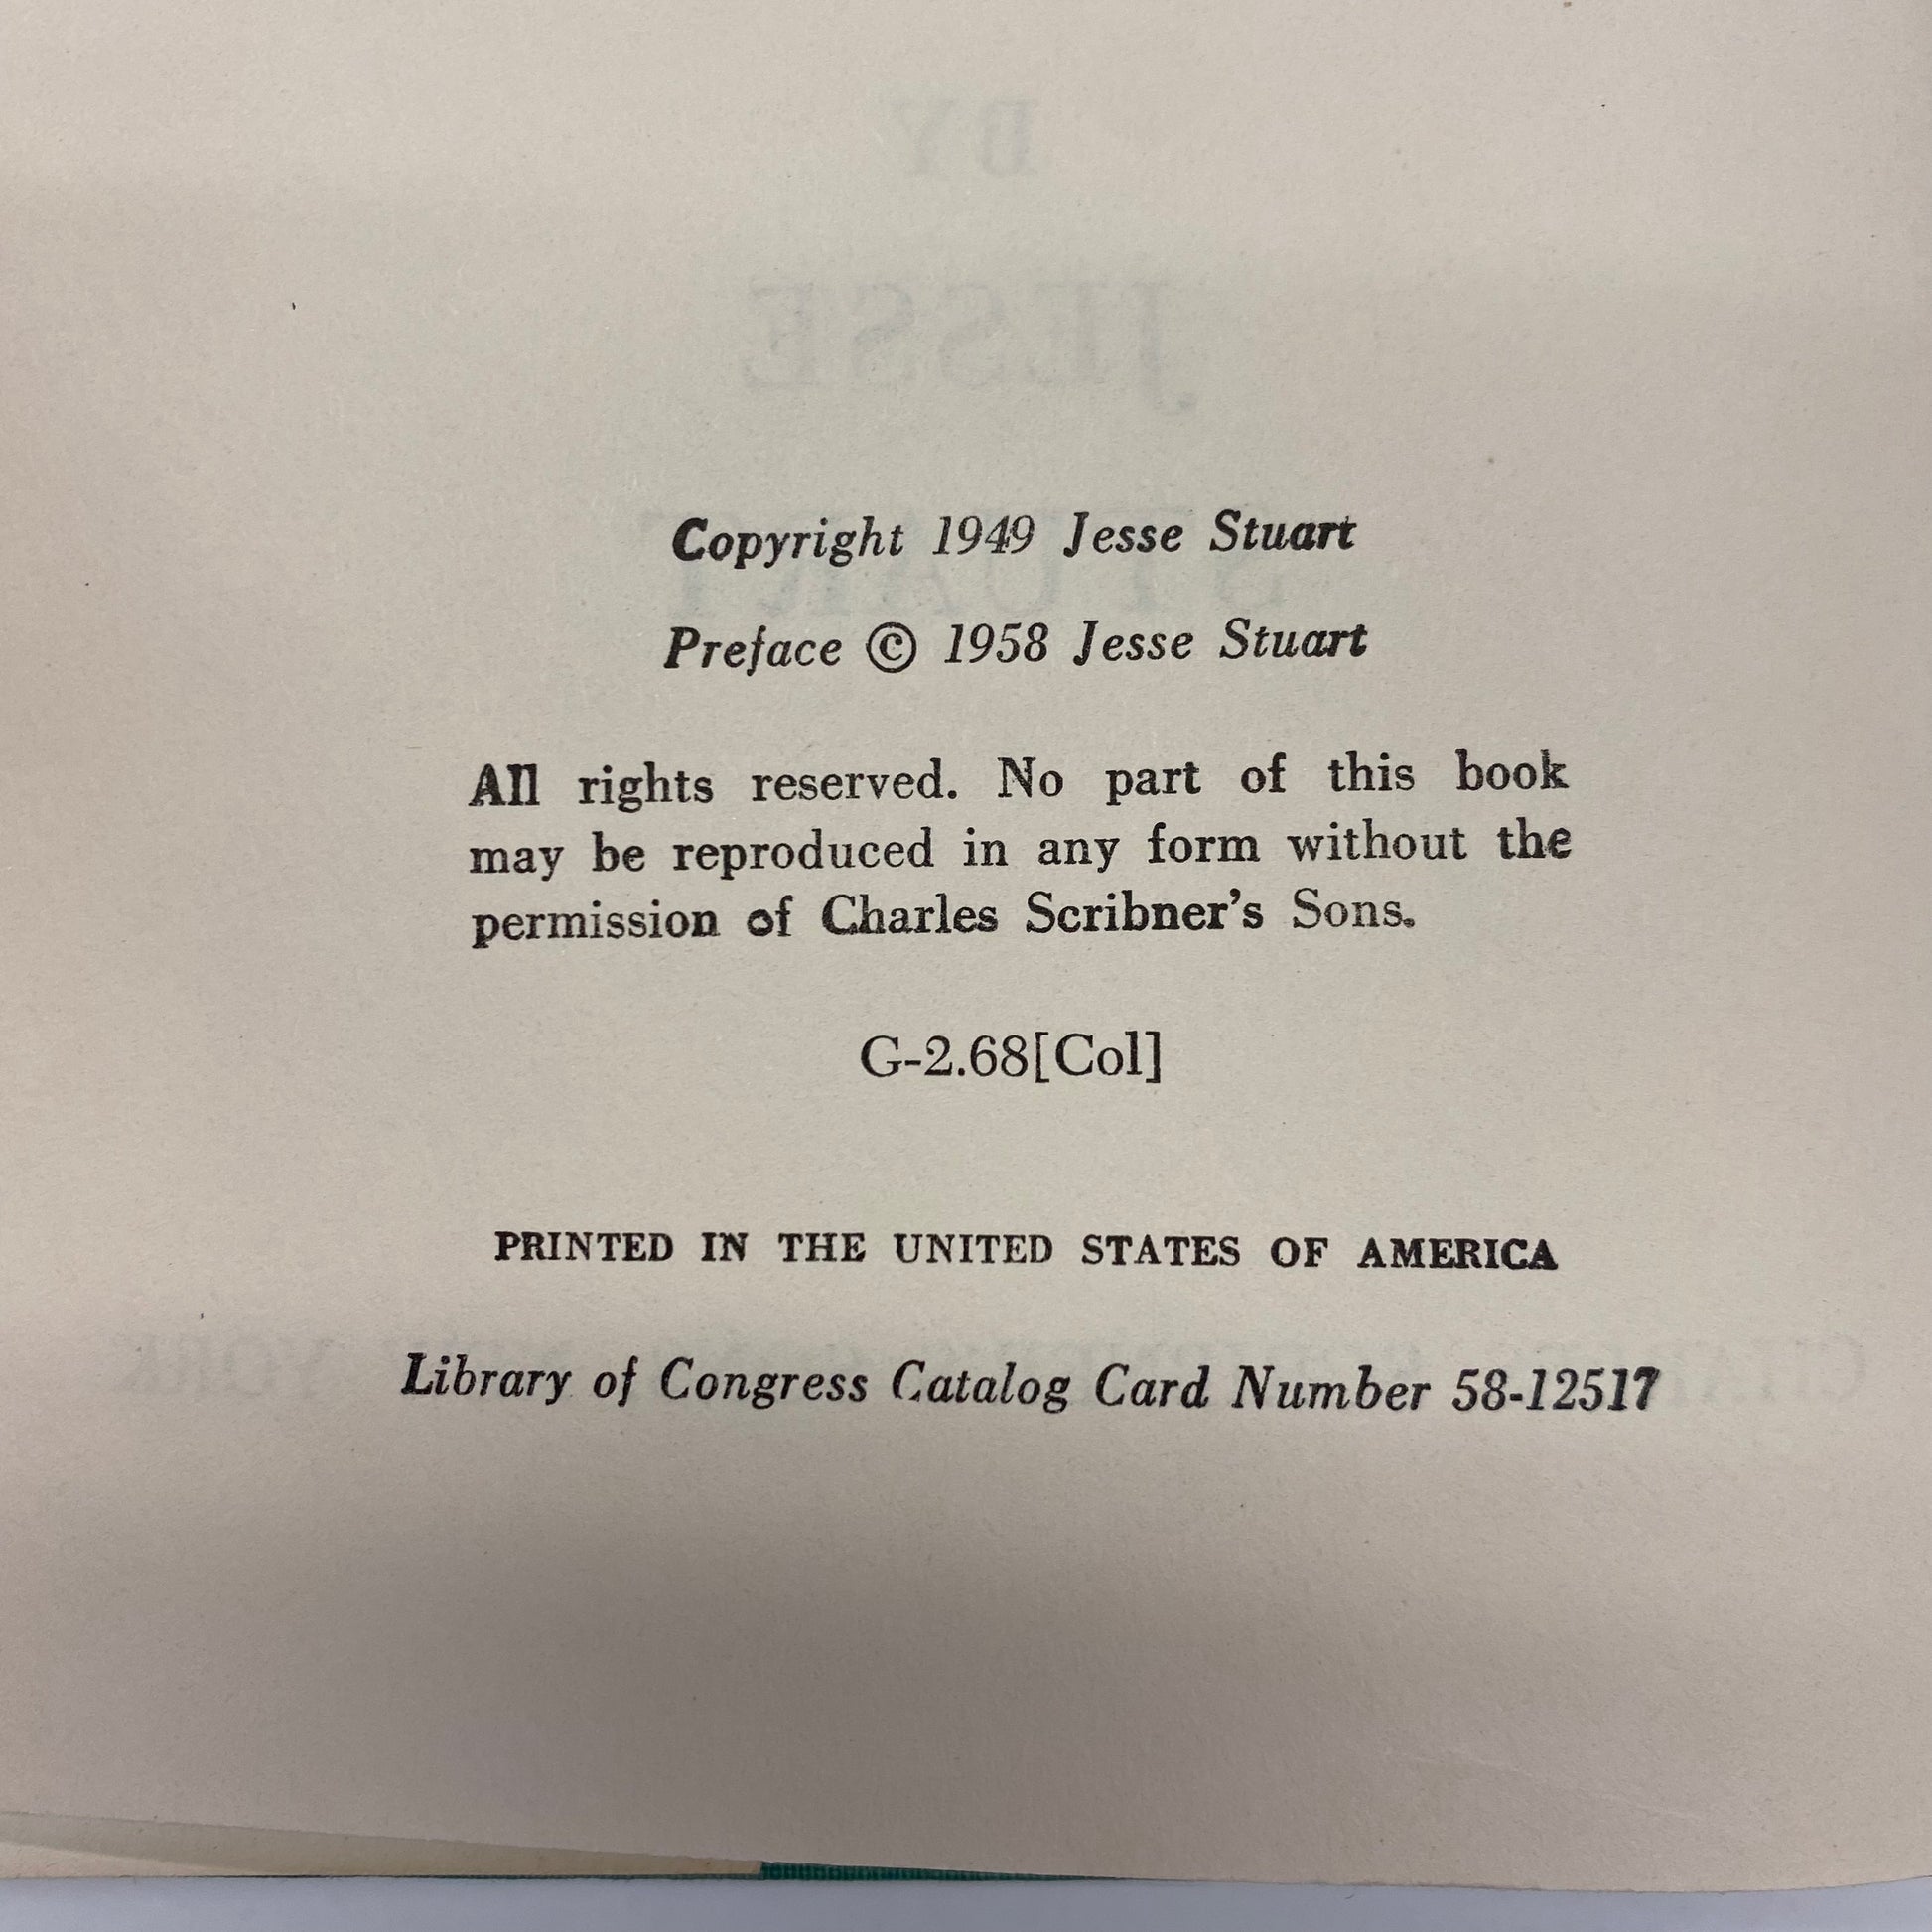 Copyright 1949 Jesse Stuart
Preface © 1958 Jesse Stuart
All rights reserved. No part of this book
may be reproduced in any form without the
permission of Charles Scribner's Sons.
G-2.68[Col]
PRINTED IN THE UNITED STATES OF AMERICA
Library of Congress Catalog Card Number 58-12517